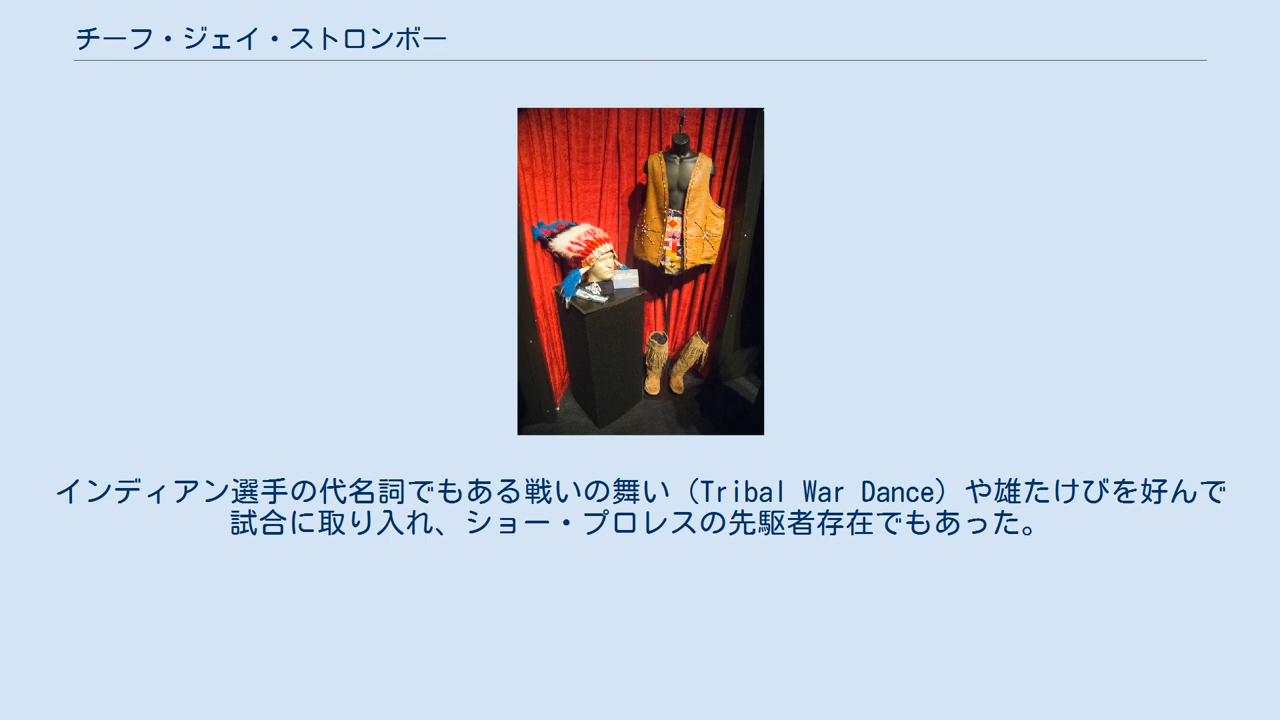 チーフ・ジェイ・ストロンボー
インディアン選手の代名詞でもある戦いの舞い（Tribal War Dance）や雄たけびを好んで
試合に取り入れ、ショー・プロレスの先駆者存在でもあった。